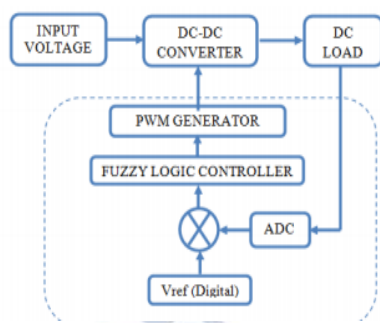 INPUT
VOLTAGE
DC-DC
CONVERTER
DC
LOAD
PWM GENERATOR
FUZZY LOGIC CONTROLLER
ADC
Vref (Digital)